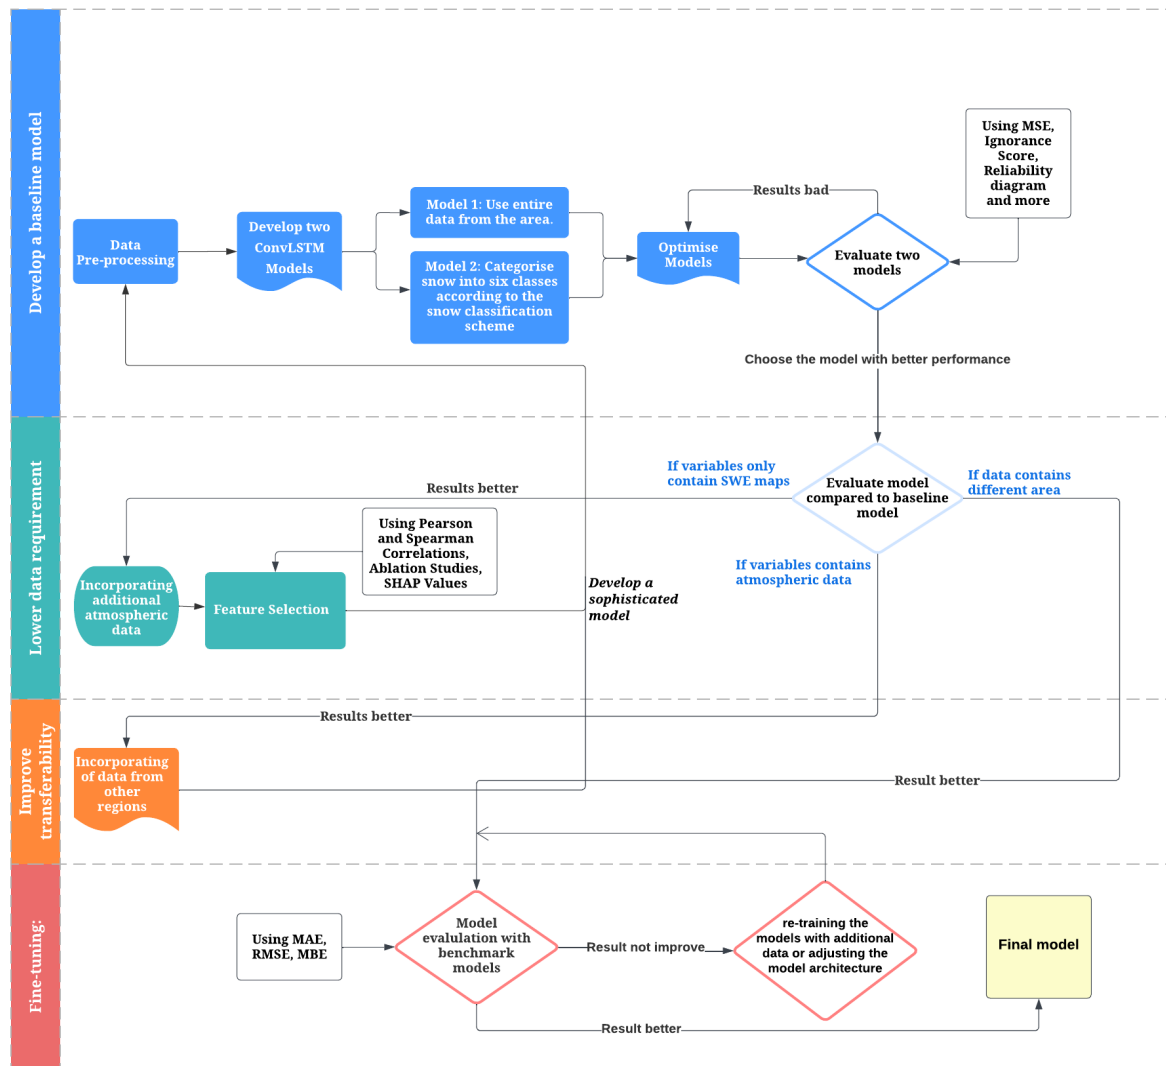 Develop a baseline model
Using MSE,
Ignorance
Score,
Reliability
diagram
and more
Results bad
Data
Pre-processing
Develop two
ConvLSTM
Models
Model 1: Use entire
data from the area.
Model 2: Categorise
snow into six classes
according to the
snow classification
scheme
Optimise
Models
Evaluate two
models
Choose the model with better performance
Lower data requirement
If variables only
contain SWE maps
If data contains
different area
Evaluate model
compared to baseline
model
Results better
Using Pearson
and Spearman
Correlations,
Ablation Studies,
SHAP Values
If variables contains
atmospheric data
Incorporating
additional
atmospheric
data
Feature Selection
Develop a
sophisticated
model
Improve
transferability
Results better
Incorporating
of data from
other
regions
Result better
Fine-tuning:
Using MAE,
RMSE, MBE
Model
evalulation with
benchmark
models
Result not improve
re-training the
models with additional
data or adjusting the
model architecture
Final model
Result better